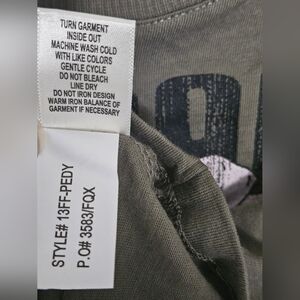 TURN GARMENT
INSIDE OUT
MACHINE WASH COLD
WITH LIKE COLORS
GENTLE CYCLE
DO NOT BLEACH
LINE DRY
DO NOT IRON DESIGN
WARM IRON BALANCE OF
GARMENT IF NECESSARY
STYLE# 13FF-PEDY
P.O# 3583/FQX